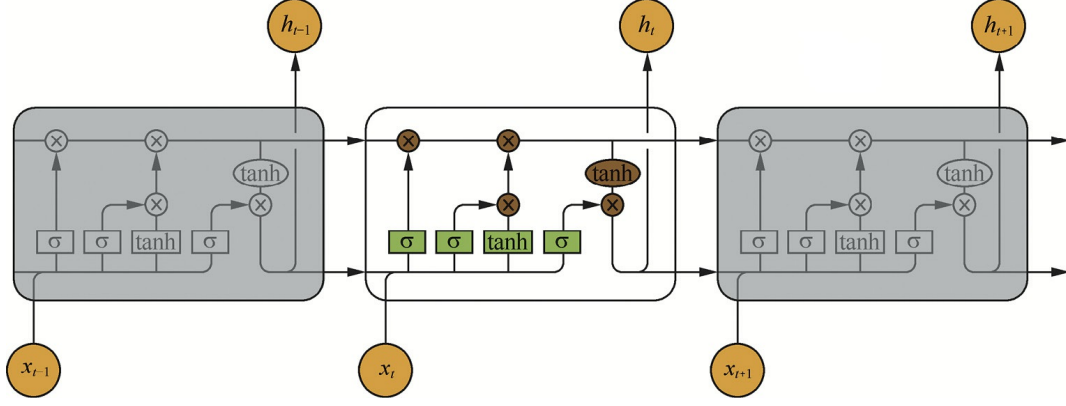 h_{t-1} h_t h_{t+1}
× × × × × ×
tanh tanh tanh
× × × × × ×
σ σ tanh σ σ σ tanh σ σ σ tanh σ
x_{t-1} x_t x_{t+1}